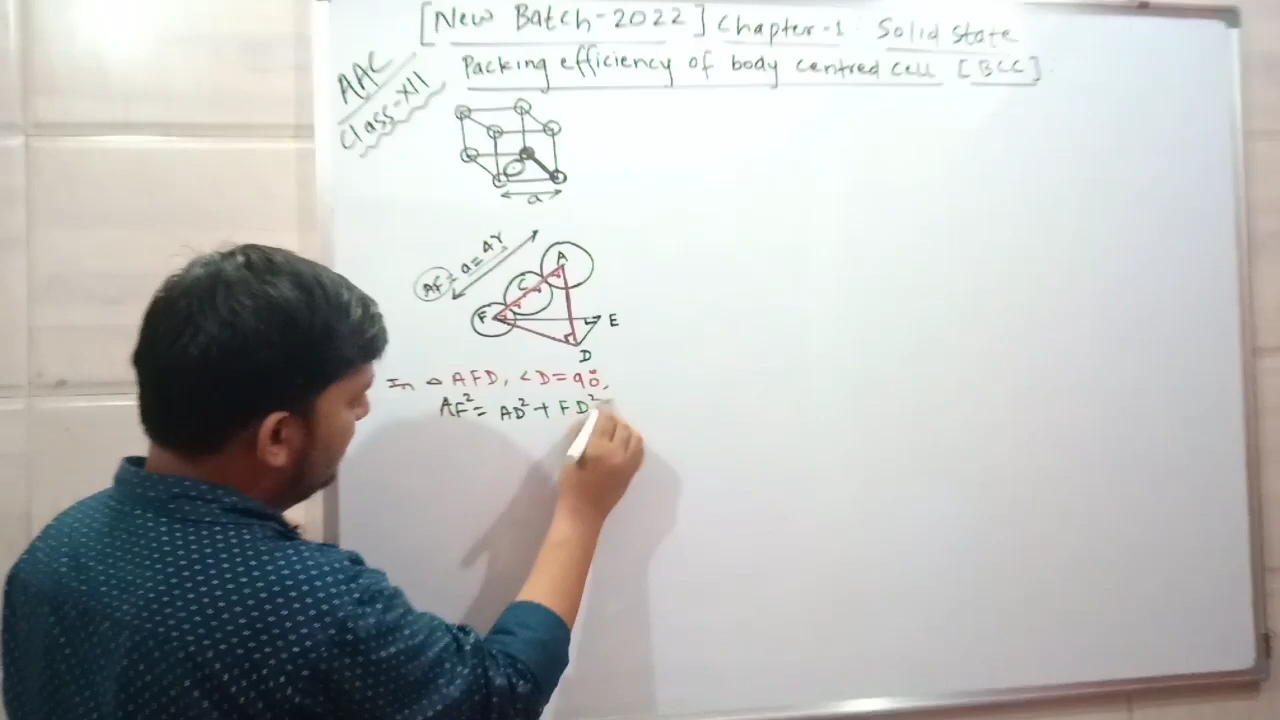 [New Batch-2022] Chapter-1: Solid State
Packing efficiency of body centred cell [BCC]
AAC
Class-XII
a
AF = a = 4r
A
C
F
E
D
In △ AFD, ∠D = 90°,
AF² = AD² + FD²